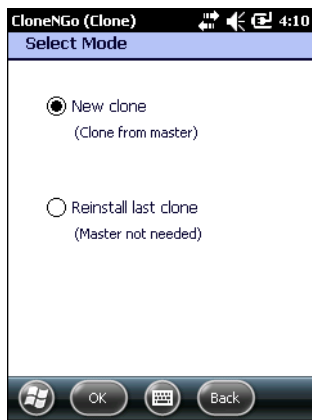 CloneNGo (Clone) 4:10
Select Mode
New clone
(Clone from master)
Reinstall last clone
(Master not needed)
OK Back